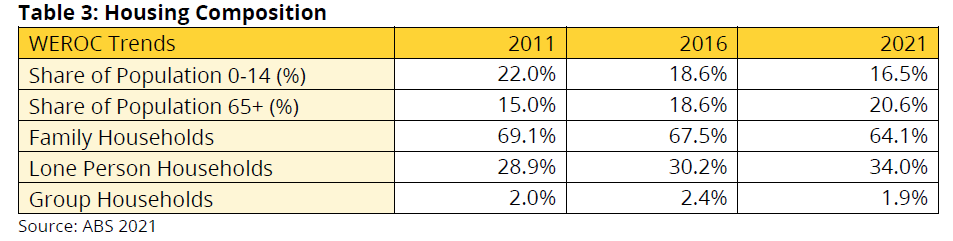 Table 3: Housing Composition
WEROC Trends 2011 2016 2021
Share of Population 0-14 (%) 22.0% 18.6% 16.5%
Share of Population 65+ (%) 15.0% 18.6% 20.6%
Family Households 69.1% 67.5% 64.1%
Lone Person Households 28.9% 30.2% 34.0%
Group Households 2.0% 2.4% 1.9%
Source: ABS 2021